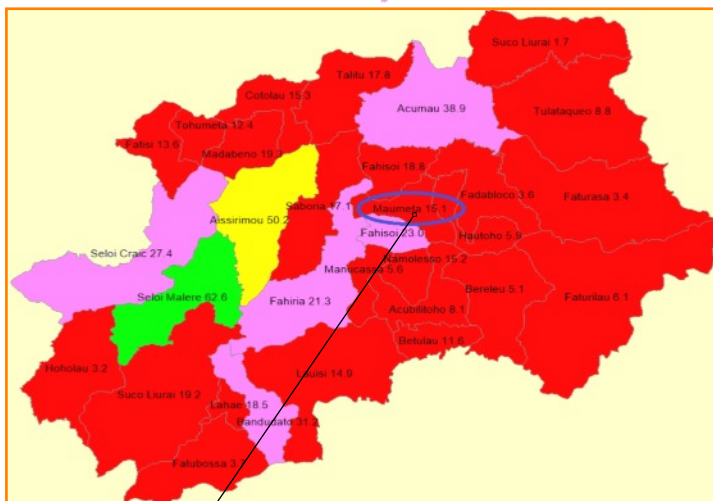 Suco Liurai 1.7
Talitu 17.8
Cotolau 15.3
Acumau 38.9
Tulataqueo 8.8
Tohumeta 12.4
Fatisi 13.6
Madabeno 19.3
Fahisoi 18.8
Fadabloco 3.6
Faturasa 3.4
Saboria 17.1
Maumeta 15.1
Aissirimou 50.2
Fahisoi 23.0
Hautoho 5.9
Seloi Craic 27.4
Namolesso 15.2
Manucassa 5.6
Bereleu 5.1
Seloi Malere 62.6
Fahiria 21.3
Faturilau 6.1
Acubilitoho 8.1
Betulau 11.6
Hoholau 3.2
Lauisi 14.9
Suco Liurai 19.2
Lahae 18.5
Bandudato 31.2
Fatubossa 3.7